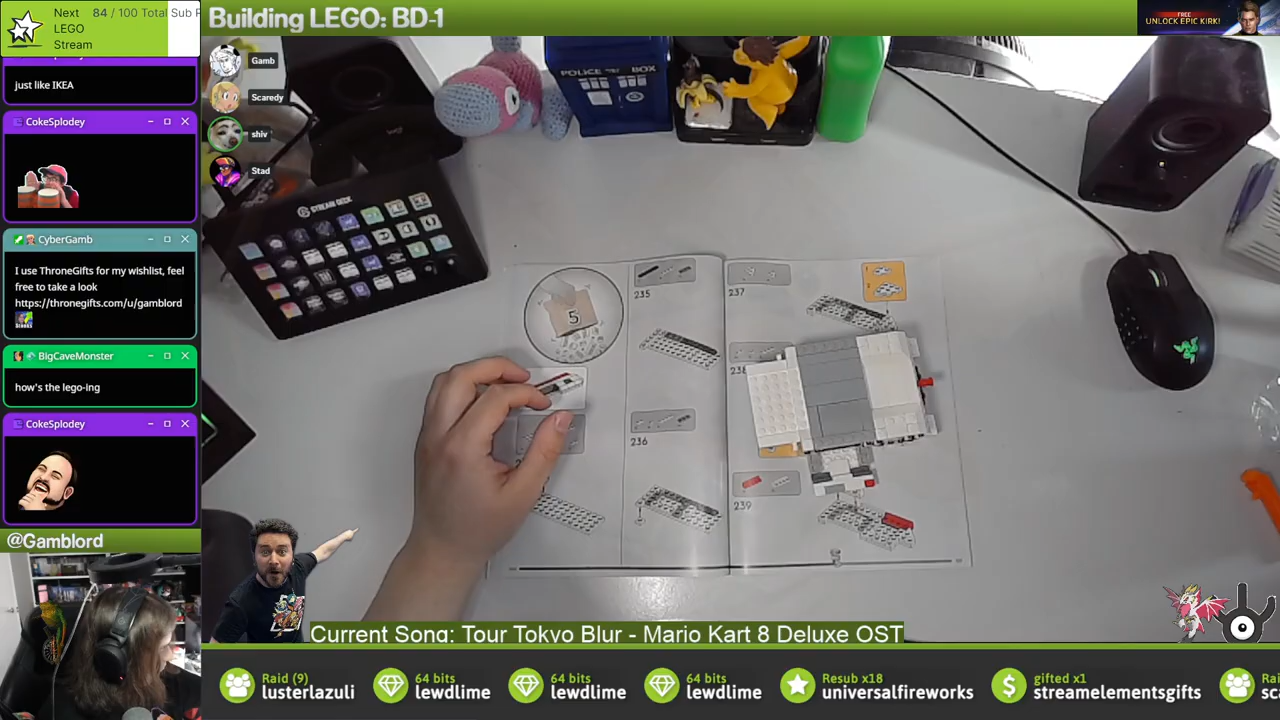 Next
LEGO
Stream
84 / 100 Total Sub
Building LEGO: BD-1
FREE
UNLOCK EPIC KIRK!
just like IKEA
CokeSplodey
CyberGamb
I use ThroneGifts for my wishlist, feel
free to take a look
https://thronegifts.com/u/gamblord
BigCaveMonster
how's the lego-ing
CokeSplodey
@Gamblord
Gamb
Scaredy
shiv
Stad
POLICE BOX
STREAM DECK
5
235
236
237
238
239
Current Song: Tour Tokyo Blur - Mario Kart 8 Deluxe OST
Raid (9)
lusterlazuli
64 bits
lewdlime
64 bits
lewdlime
64 bits
lewdlime
Resub x18
universalfireworks
gifted x1
streamelementsgifts